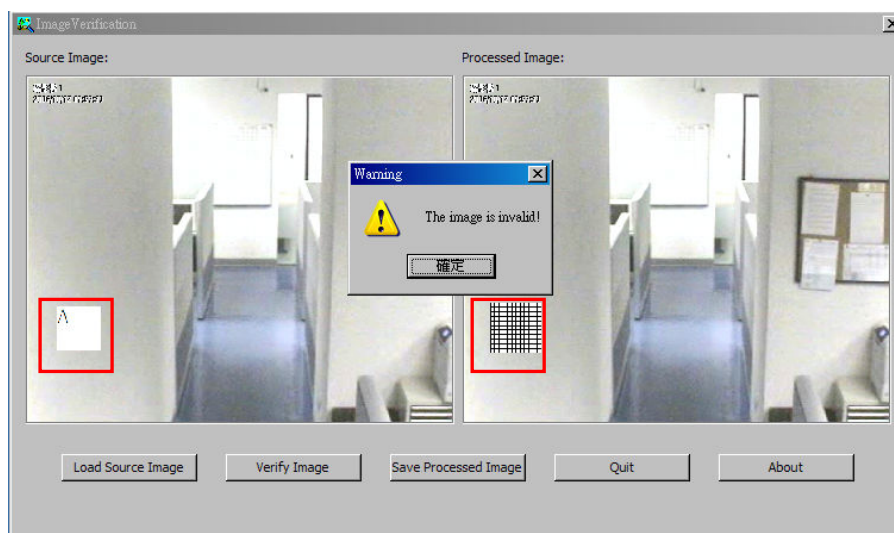 ImageVerification
Source Image:
Processed Image:
Warning
The image is invalid!
確定
A
Load Source Image
Verify Image
Save Processed Image
Quit
About